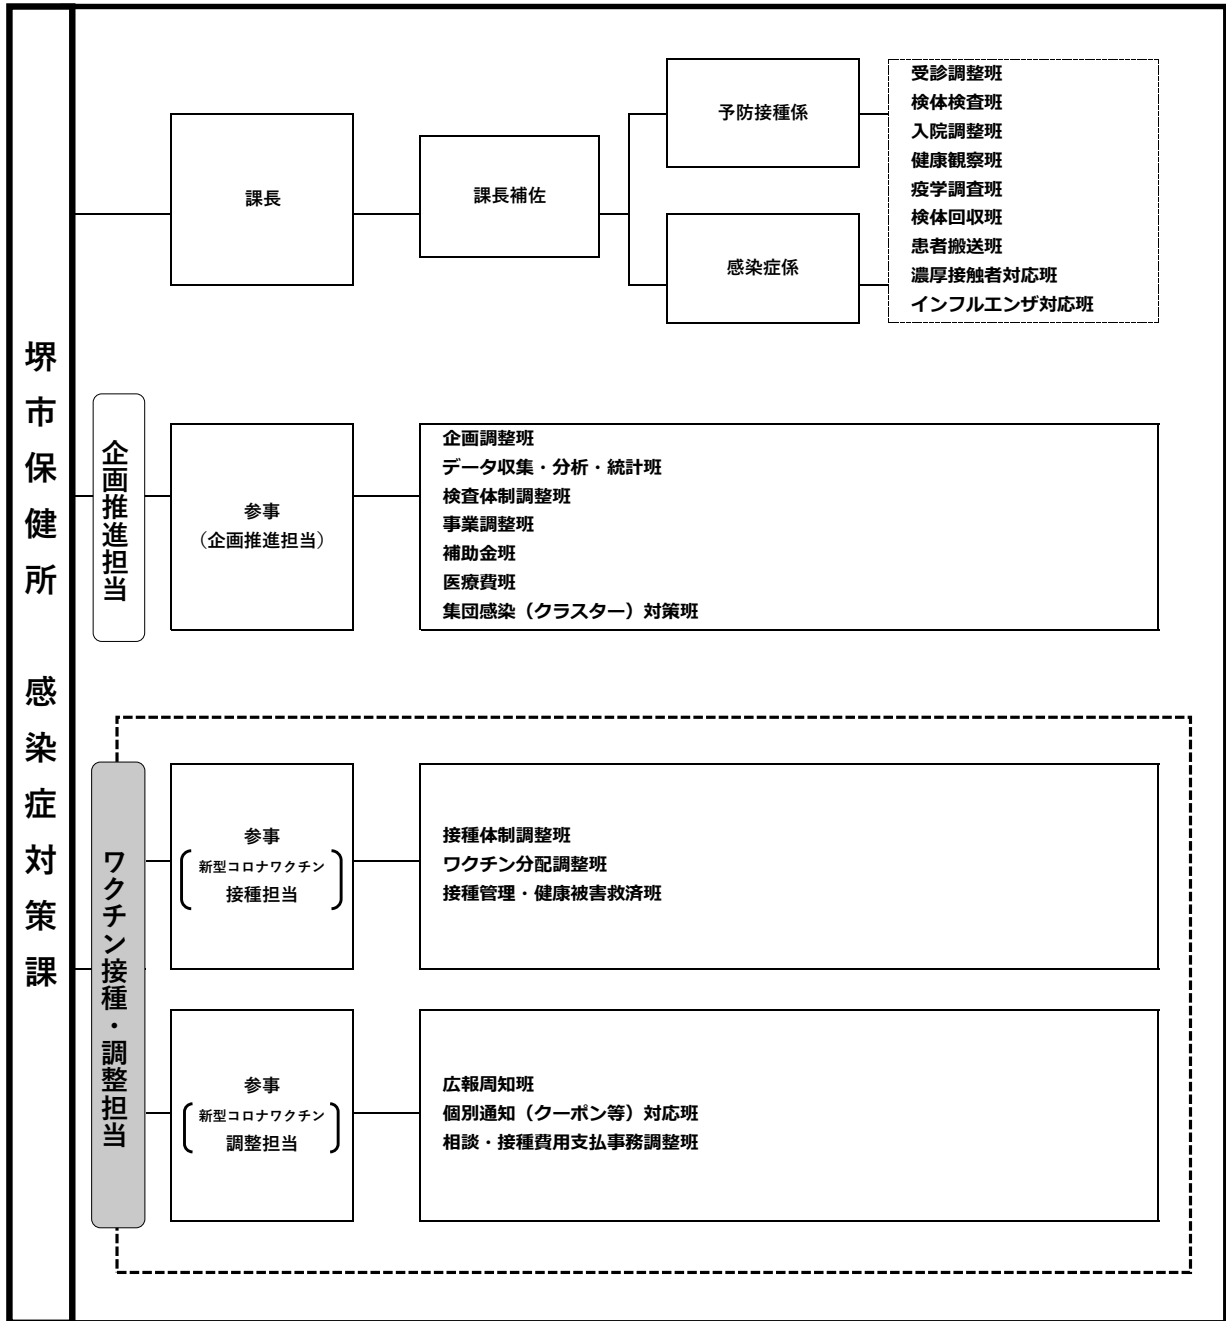 堺市保健所 感染症対策課
課長
課長補佐
予防接種係
感染症係
受診調整班
検体検査班
入院調整班
健康観察班
疫学調査班
検体回収班
患者搬送班
濃厚接触者対応班
インフルエンザ対応班
企画推進担当
参事
（企画推進担当）
企画調整班
データ収集・分析・統計班
検査体制調整班
事業調整班
補助金班
医療費班
集団感染（クラスター）対策班
ワクチン接種・調整担当
参事
新型コロナワクチン
接種担当
接種体制調整班
ワクチン分配調整班
接種管理・健康被害救済班
参事
新型コロナワクチン
調整担当
広報周知班
個別通知（クーポン等）対応班
相談・接種費用支払事務調整班